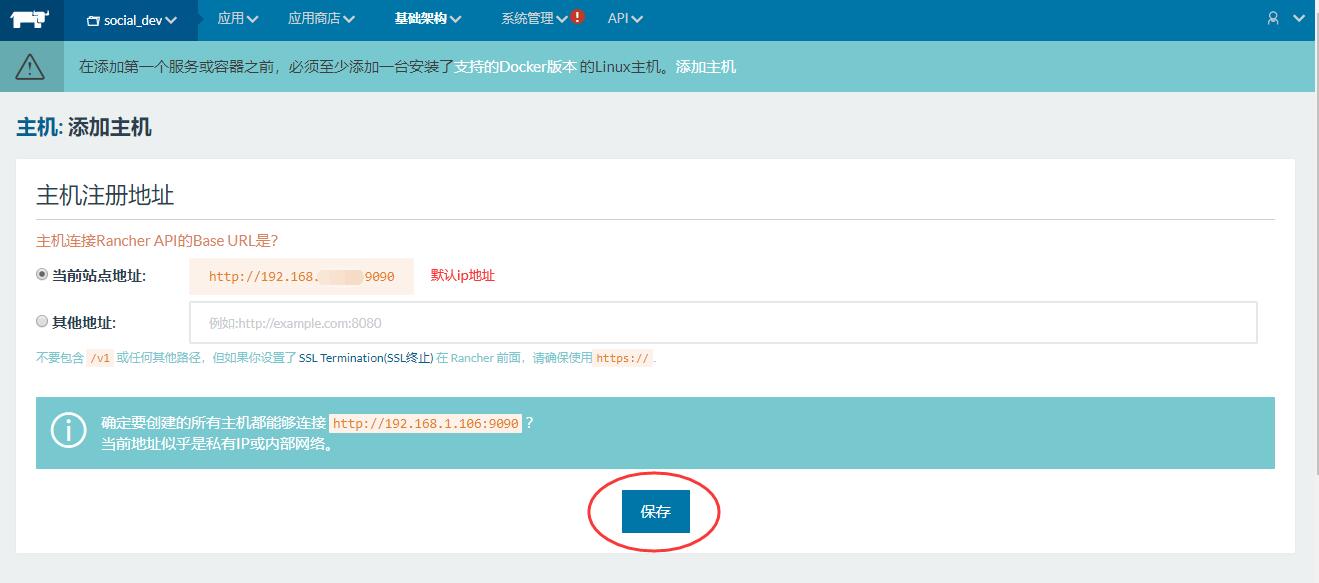 social_dev 应用 应用商店 基础架构 系统管理 ! API
在添加第一个服务或容器之前，必须至少添加一台安装了支持的Docker版本 的Linux主机。添加主机
主机: 添加主机
主机注册地址
主机连接Rancher API的Base URL是?
当前站点地址: http://192.168. 9090 默认ip地址
其他地址: 例如:http://example.com:8080
不要包含 /v1 或任何其他路径，但如果你设置了 SSL Termination(SSL终止) 在 Rancher 前面，请确保使用 https:// .
确定要创建的所有主机都能够连接 http://192.168.1.106:9090 ?
当前地址似乎是私有IP或内部网络。
保存